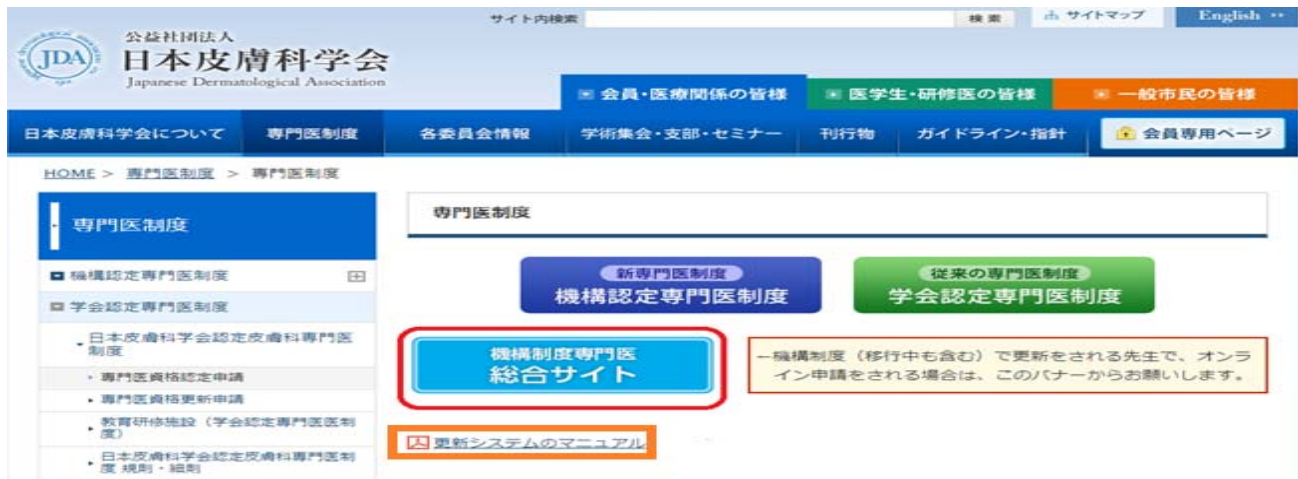 サイト内検索
検索
サイトマップ
English
公益社団法人
JDA
日本皮膚科学会
Japanese Dermatological Association
会員・医療関係の皆様
医学生・研修医の皆様
一般市民の皆様
日本皮膚科学会について
専門医制度
各委員会情報
学術集会・支部・セミナー
刊行物
ガイドライン・指針
会員専用ページ
HOME > 専門医制度 > 専門医制度
専門医制度
専門医制度
機構認定専門医制度
学会認定専門医制度
日本皮膚科学会認定皮膚科専門医
制度
専門医資格認定申請
専門医資格更新申請
教育研修施設（学会認定専門医医制
度）
日本皮膚科学会認定皮膚科専門医制
度 規則・細則
新専門医制度
機構認定専門医制度
従来の専門医制度
学会認定専門医制度
機構制度専門医
総合サイト
←機構制度（移行中も含む）で更新をされる先生で、オンラ
イン申請をされる場合は、このバナーからお願いします。
更新システムのマニュアル